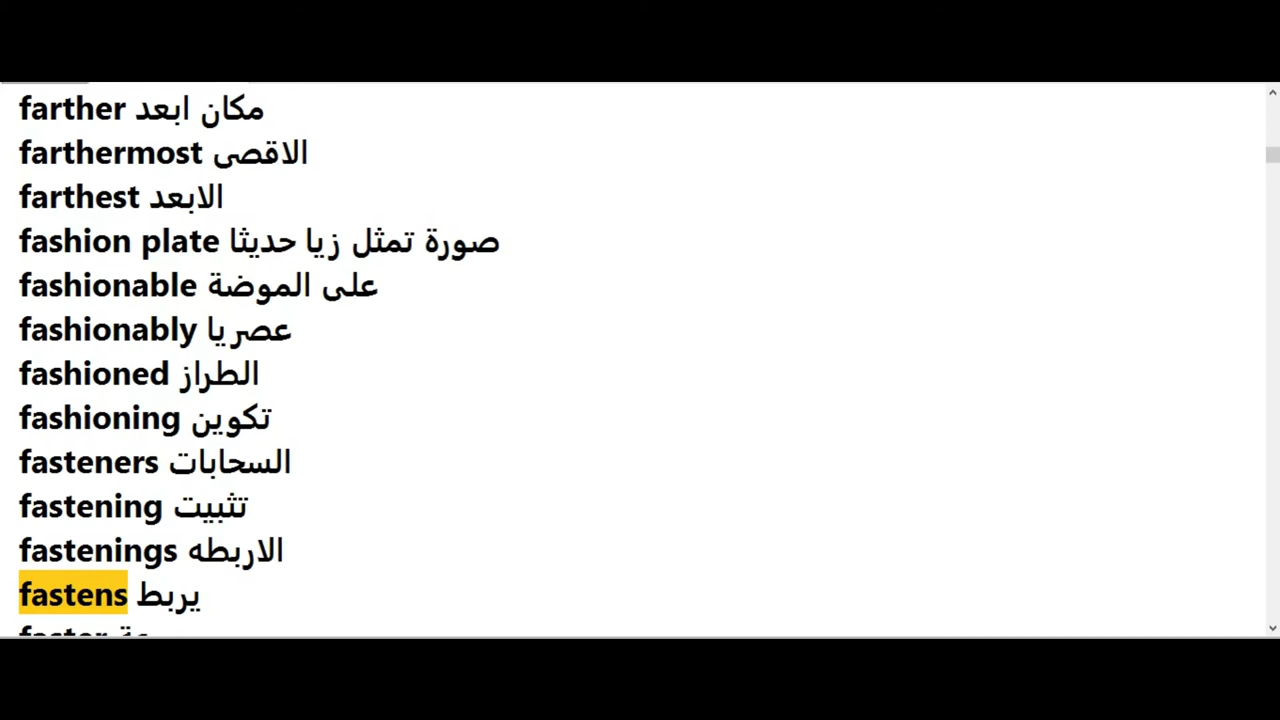 farther مكان ابعد
farthermost الاقصى
farthest الابعد
fashion plate صورة تمثل زيا حديثا
fashionable على الموضة
fashionably عصريا
fashioned الطراز
fashioning تكوين
fasteners السحابات
fastening تثبيت
fastenings الاربطه
fastens يربط
faster